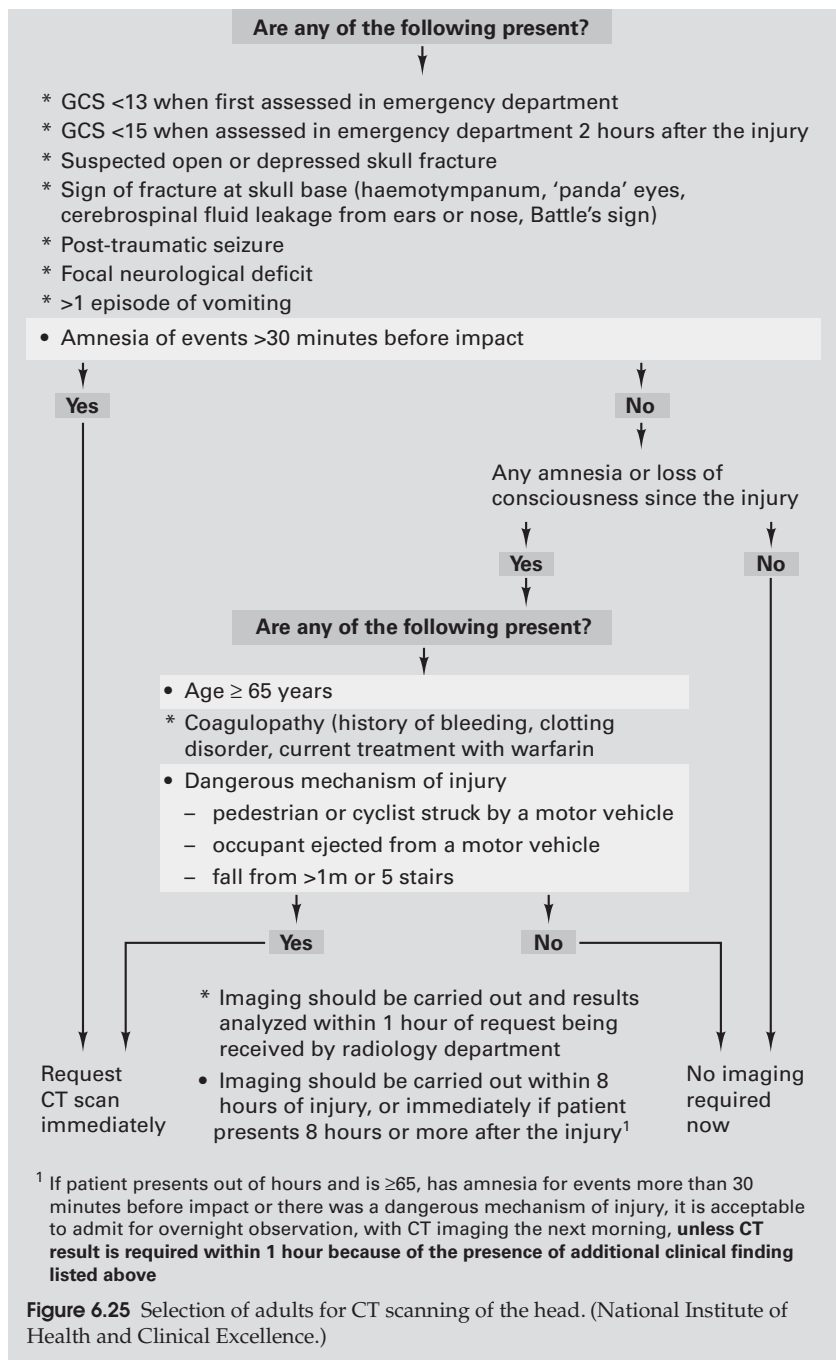 Are any of the following present?
* GCS <13 when first assessed in emergency department
* GCS <15 when assessed in emergency department 2 hours after the injury
* Suspected open or depressed skull fracture
* Sign of fracture at skull base (haemotympanum, ‘panda’ eyes,
cerebrospinal fluid leakage from ears or nose, Battle’s sign)
* Post-traumatic seizure
* Focal neurological deficit
* >1 episode of vomiting
• Amnesia of events >30 minutes before impact
Yes
No
Any amnesia or loss of
consciousness since the injury
Yes
No
Are any of the following present?
• Age ≥ 65 years
* Coagulopathy (history of bleeding, clotting
disorder, current treatment with warfarin
• Dangerous mechanism of injury
– pedestrian or cyclist struck by a motor vehicle
– occupant ejected from a motor vehicle
– fall from >1m or 5 stairs
Yes
No
* Imaging should be carried out and results
analyzed within 1 hour of request being
received by radiology department
• Imaging should be carried out within 8
hours of injury, or immediately if patient
presents 8 hours or more after the injury¹
Request
CT scan
immediately
No imaging
required
now
¹ If patient presents out of hours and is ≥65, has amnesia for events more than 30
minutes before impact or there was a dangerous mechanism of injury, it is acceptable
to admit for overnight observation, with CT imaging the next morning, unless CT
result is required within 1 hour because of the presence of additional clinical finding
listed above
Figure 6.25 Selection of adults for CT scanning of the head. (National Institute of
Health and Clinical Excellence.)